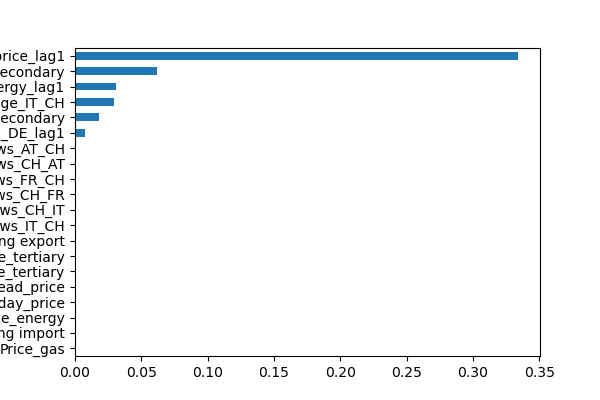 price_lag1
econdary
ergy_lag1
ge_IT_CH
econdary
_DE_lag1
ws_AT_CH
ws_CH_AT
ws_FR_CH
ws_CH_FR
ws_CH_IT
ws_IT_CH
ng export
e_tertiary
e_tertiary
ead_price
day_price
e_energy
ng import
Price_gas
0.00 0.05 0.10 0.15 0.20 0.25 0.30 0.35